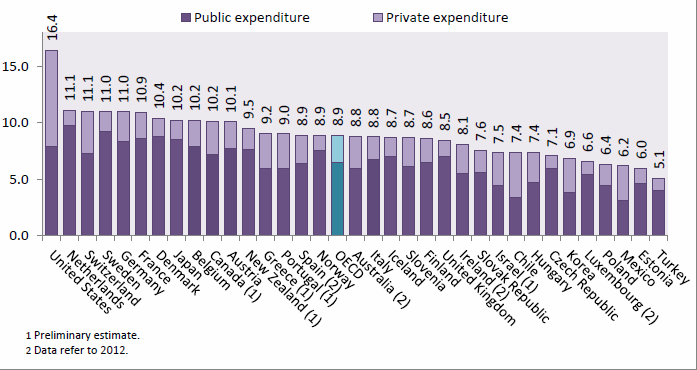 Public expenditure Private expenditure
16.4 11.1 11.1 11.0 11.0 10.9 10.4 10.2 10.2 10.2 10.1 9.5 9.2 9.0 8.9 8.9 8.9 8.8 8.8 8.7 8.7 8.6 8.5 8.1 7.6 7.5 7.4 7.4 7.1 6.9 6.6 6.4 6.2 6.0 5.1
15.0
10.0
5.0
0.0
United States
Netherlands
Switzerland
Sweden
Germany
France
Denmark
Japan
Belgium
Canada (1)
Austria
New Zealand (1)
Greece (1)
Portugal (1)
Spain (2)
Norway
OECD
Australia (2)
Italy
Iceland
Slovenia
Finland
United Kingdom
Ireland (2)
Slovak Republic
Israel (1)
Chile
Hungary
Czech Republic
Korea
Luxembourg (2)
Poland
Mexico
Estonia
Turkey
1 Preliminary estimate.
2 Data refer to 2012.